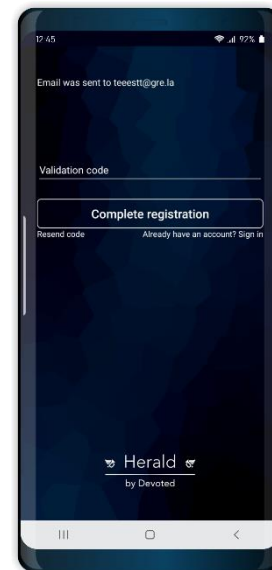 12:45 92%
Email was sent to teeestt@gre.la
Validation code
Complete registration
Resend code Already have an account? Sign in
Herald
by Devoted